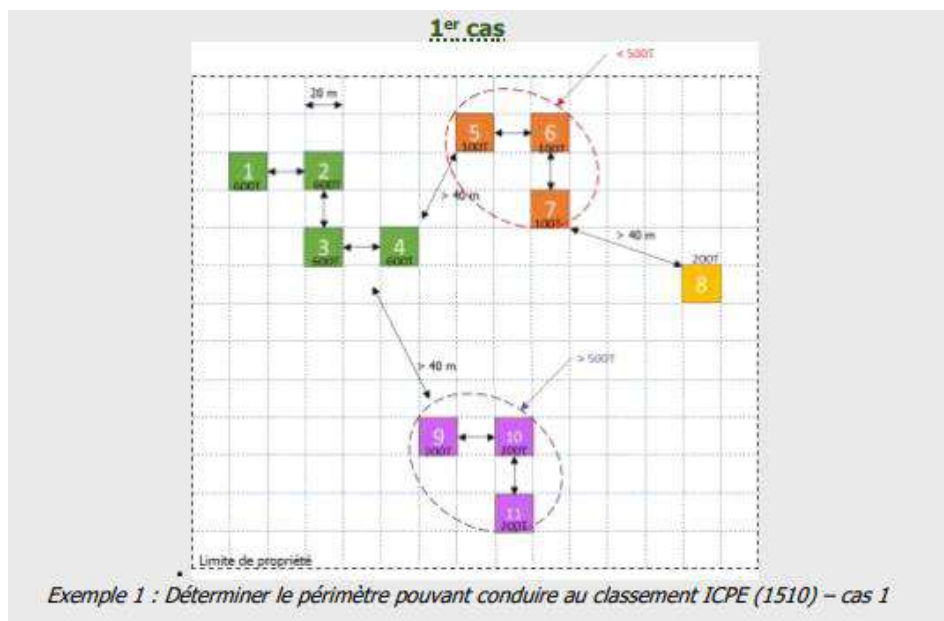 1er cas
< 500T
20 m
5 6
100T 100T
1 2
600T 600T
> 40 m
7
100T
3 4
600T 600T
> 40 m
200T
8
> 40 m
> 500T
9 10
200T 200T
11
200T
Limite de propriété
Exemple 1 : Déterminer le périmètre pouvant conduire au classement ICPE (1510) – cas 1